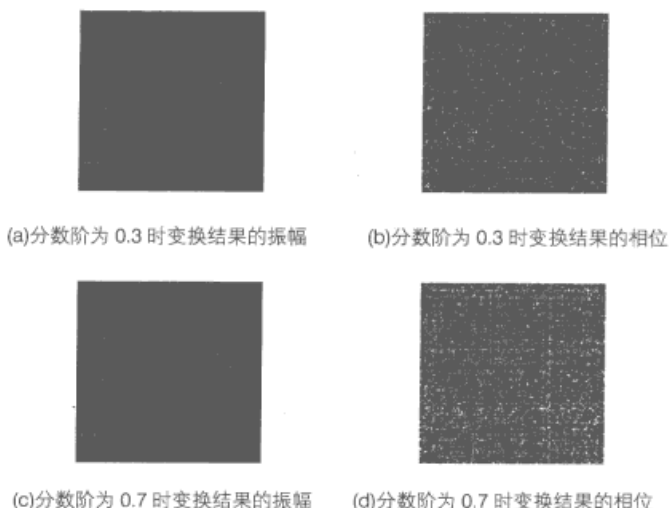 (a)分数阶为 0.3 时变换结果的振幅
(b)分数阶为 0.3 时变换结果的相位
(c)分数阶为 0.7 时变换结果的振幅
(d)分数阶为 0.7 时变换结果的相位